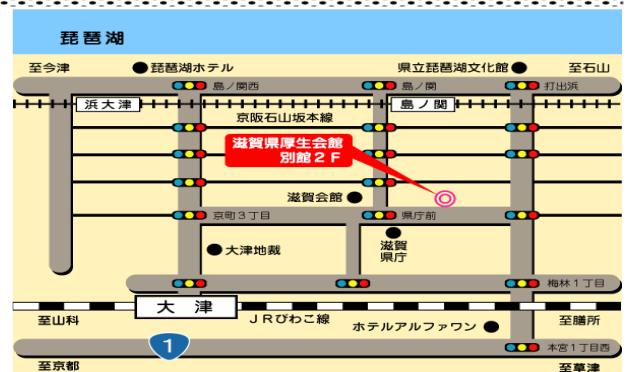 琵琶湖
至今津
琵琶湖ホテル
県立琵琶湖文化館
至石山
島ノ関西
島ノ関
打出浜
浜大津
島ノ関
京阪石山坂本線
滋賀県厚生会館
別館2F
滋賀会館
京町3丁目
県庁前
大津地裁
滋賀
県庁
梅林1丁目
大津
JRびわこ線
至山科
ホテルアルファワン
至膳所
1
本宮1丁目西
至京都
至草津